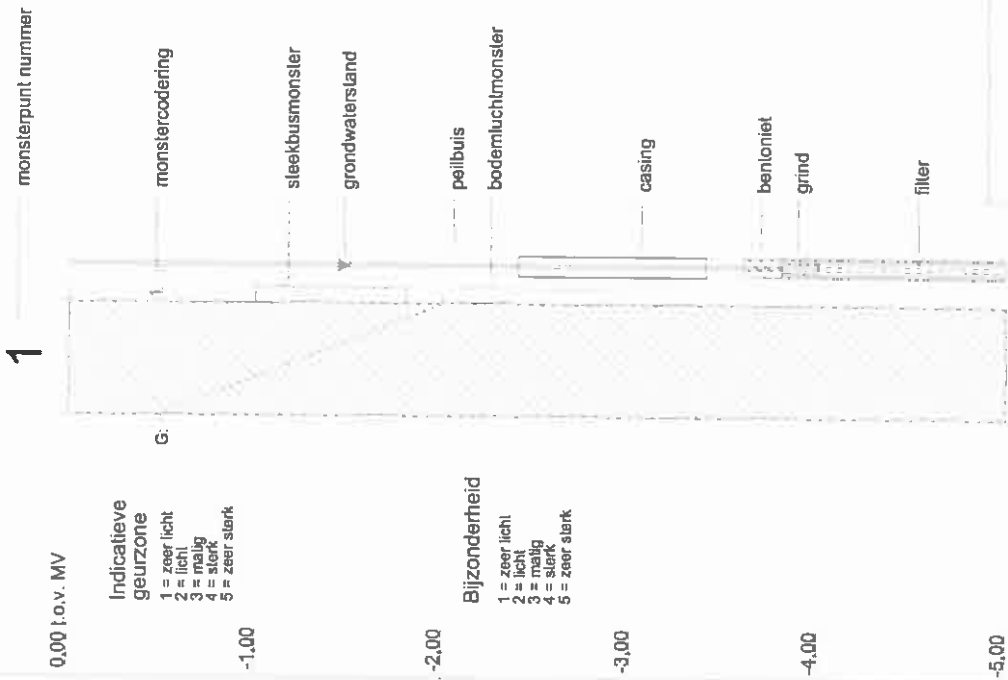 monsterpunt nummer
1
0,00 t.o.v. MV
monstercodering
Indicatieve
geurzone
1 = zeer licht
2 = licht
3 = matig
4 = sterk
5 = zeer sterk
G:
1
-1,00
steekbusmonster
grondwaterstand
peilbuis
-2,00
bodemluchtmonster
Bijzonderheid
1 = zeer licht
2 = licht
3 = matig
4 = sterk
5 = zeer sterk
casing
-3,00
bentoniet
grind
-4,00
filter
-5,00